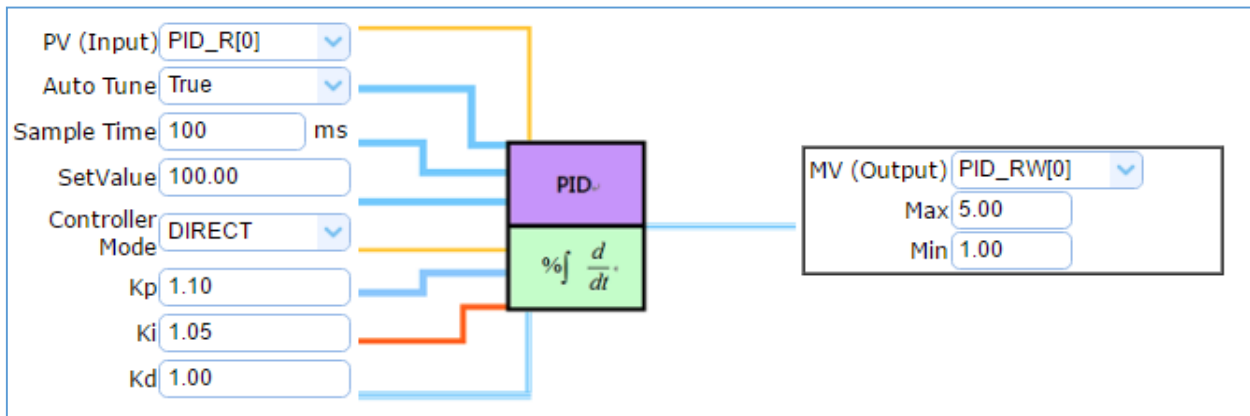 PV (Input) PID_R[0]
Auto Tune True
Sample Time 100 ms
SetValue 100.00
Controller Mode DIRECT
Kp 1.10
Ki 1.05
Kd 1.00
PID
%∫ d/dt
MV (Output) PID_RW[0]
Max 5.00
Min 1.00